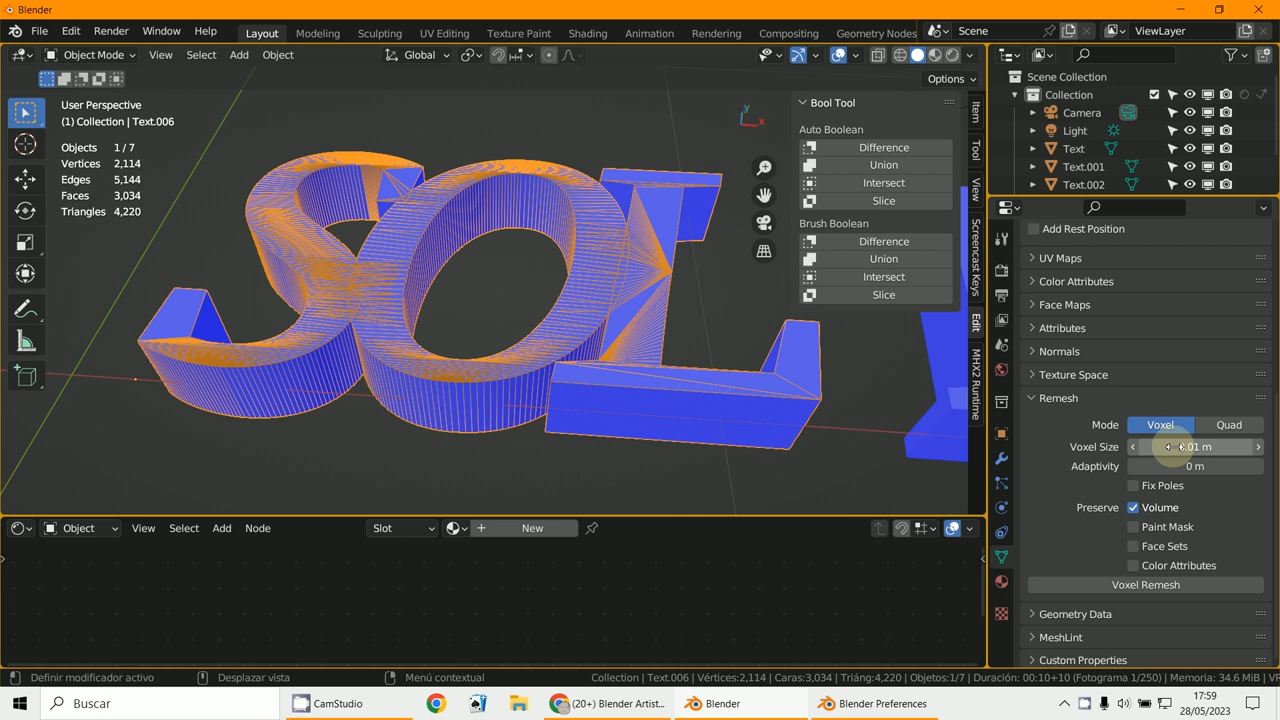 Blender
File Edit Render Window Help Layout Modeling Sculpting UV Editing Texture Paint Shading Animation Rendering Compositing Geometry Nodes Scene ViewLayer
Object Mode View Select Add Object Global
Options
User Perspective
(1) Collection | Text.006
Objects 1 / 7
Vertices 2,114
Edges 5,144
Faces 3,034
Triangles 4,220
SOL
Y
X
Bool Tool
Auto Boolean
Difference
Union
Intersect
Slice
Brush Boolean
Difference
Union
Intersect
Slice
Item
Tool
View
Screencast Keys
Edit
MHX2 Runtime
Scene Collection
Collection
Camera
Light
Text
Text.001
Text.002
Add Rest Position
UV Maps
Color Attributes
Face Maps
Attributes
Normals
Texture Space
Remesh
Mode Voxel Quad
Voxel Size .01 m
Adaptivity 0 m
Fix Poles
Preserve Volume
Paint Mask
Face Sets
Color Attributes
Voxel Remesh
Geometry Data
MeshLint
Custom Properties
Object View Select Add Node Slot New
Definir modificador activo Desplazar vista Menú contextual Collection | Text.006 | Vértices:2,114 | Caras:3,034 | Triáng:4,220 | Objetos:1/7 | Duración: 00:10+10 (Fotograma 1/250) | Memoria: 34.6 MiB | VR
Buscar CamStudio (20+) Blender Artist... Blender Blender Preferences
17:59
28/05/2023